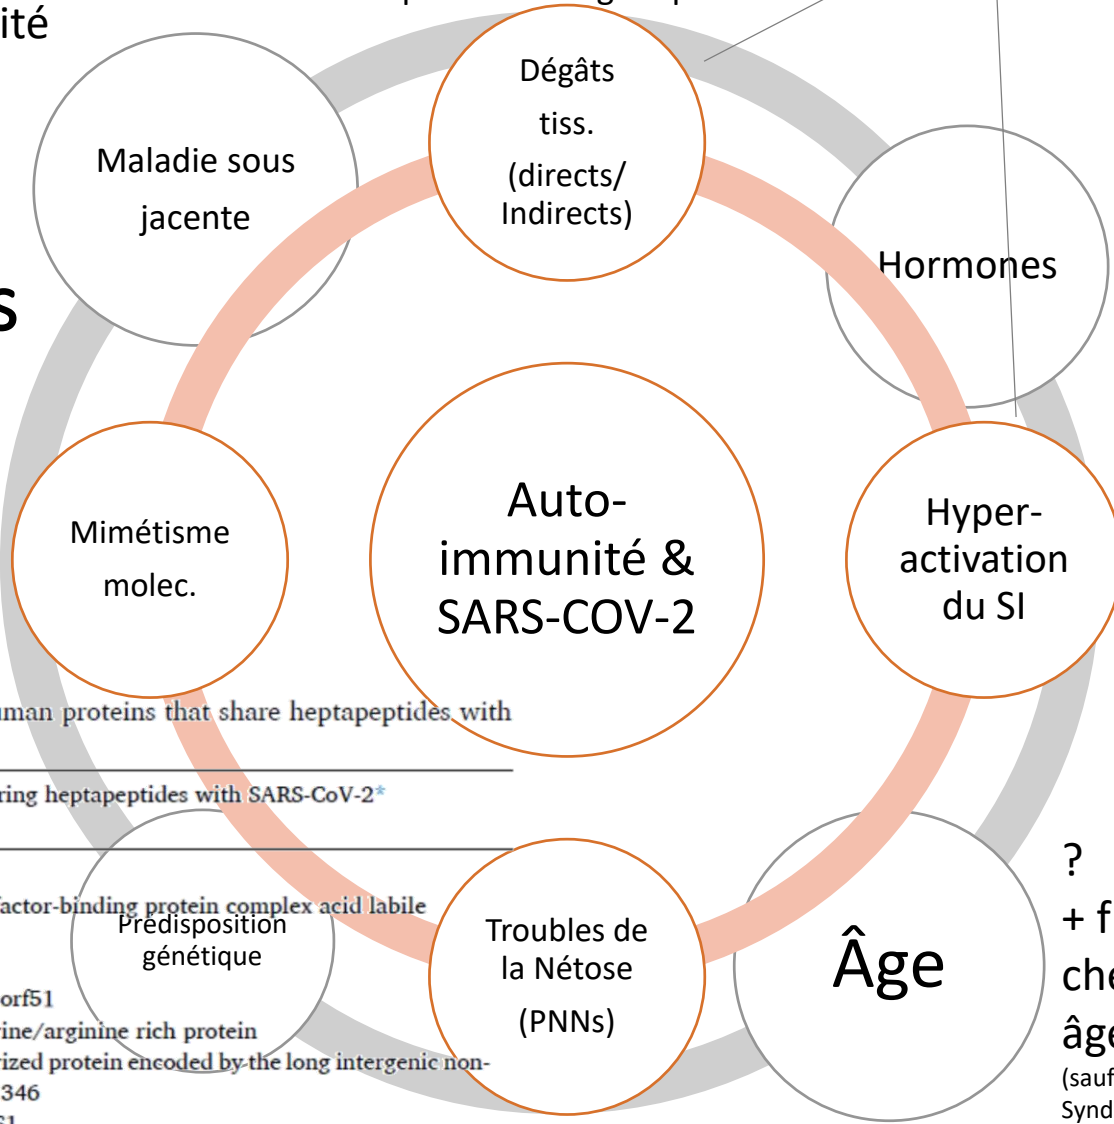 ité
Dégâts
tiss.
(directs/
Indirects)
Maladie sous
jacente
Hormones
s
Mimétisme
molec.
Auto-
immunité &
SARS-COV-2
Hyper-
activation
du SI
uman proteins that share heptapeptides with
ring heptapeptides with SARS-CoV-2*
factor-binding protein complex acid labile
Prédisposition
génétique
orf51
rine/arginine rich protein
rized protein encoded by the long intergenic non-
346
Troubles de
la Nétose
(PNNs)
Âge
?
+ f
che
âge
(sauf
Synd